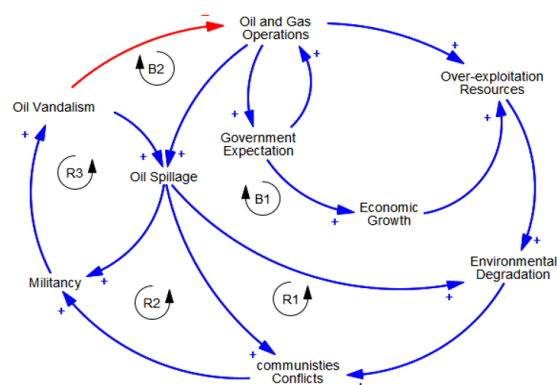 Oil and Gas
Operations
−
+
B2
Over-exploitation
Resources
+
+
Oil Vandalism
+
+
Government
Expectation
+
+
+
+
R3
Oil Spillage
B1
Economic
Growth
+
Environmental
Degradation
+
+
Militancy
+
+
R2
R1
communisties
Conflicts
+
+